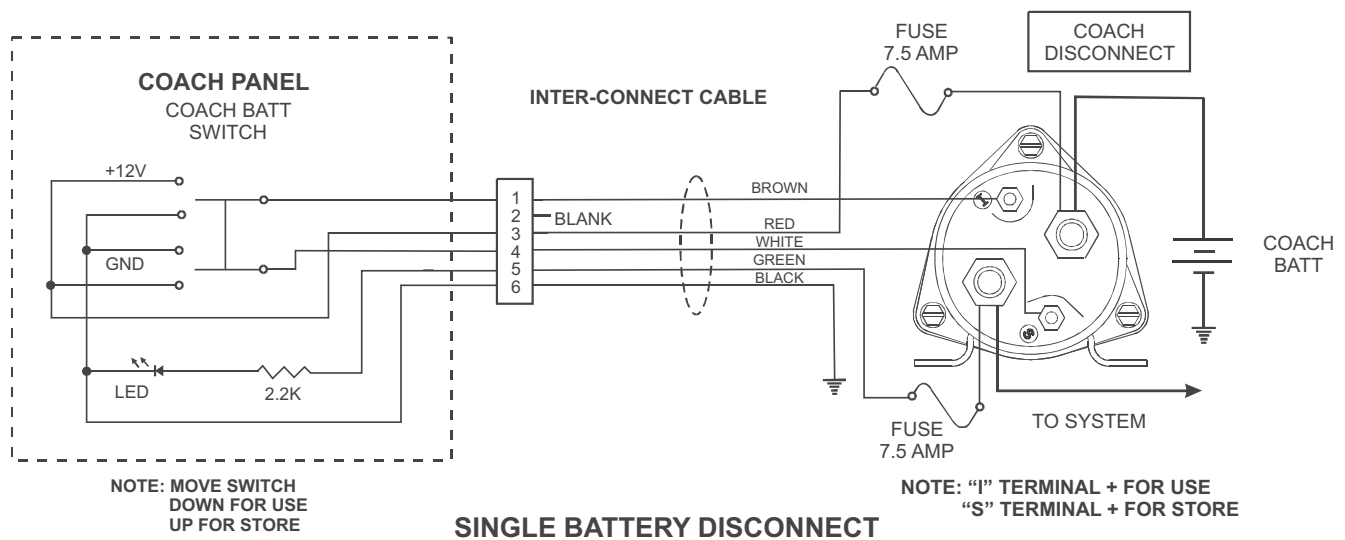 FUSE
7.5 AMP
COACH
DISCONNECT
COACH PANEL
COACH BATT
SWITCH
INTER-CONNECT CABLE
+12V
GND
LED
2.2K
1
2
3
4
5
6
BLANK
BROWN
RED
WHITE
GREEN
BLACK
I
S
COACH
BATT
TO SYSTEM
FUSE
7.5 AMP
NOTE: MOVE SWITCH
DOWN FOR USE
UP FOR STORE
NOTE: “I” TERMINAL + FOR USE
“S” TERMINAL + FOR STORE
SINGLE BATTERY DISCONNECT